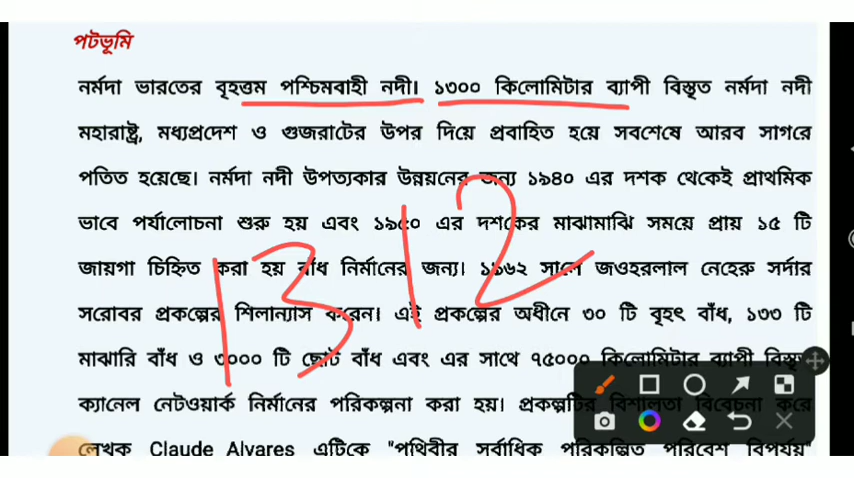 পটভূমি
নর্মদা ভারতের বৃহত্তম পশ্চিমবাহী নদী। ১৩০০ কিলোমিটার ব্যাপী বিস্তৃত নর্মদা নদী
মহারাষ্ট্র, মধ্যপ্রদেশ ও গুজরাটের উপর দিয়ে প্রবাহিত হয়ে সবশেষে আরব সাগরে
পতিত হয়েছে। নর্মদা নদী উপত্যকার উন্নয়নের জন্য ১৯৪০ এর দশক থেকেই প্রাথমিক
ভাবে পর্যালোচনা শুরু হয় এবং ১৯৫০ এর দশকের মাঝামাঝি সময়ে প্রায় ১৫ টি
জায়গা চিহ্নিত করা হয় বাঁধ নির্মানের জন্য। ১৯৬২ সালে জওহরলাল নেহেরু সর্দার
সরোবর প্রকল্পের শিলান্যাস করেন। এই প্রকল্পের অধীনে ৩০ টি বৃহৎ বাঁধ, ১৩৩ টি
মাঝারি বাঁধ ও ৩০০০ টি ছোট বাঁধ এবং এর সাথে ৭৫০০০ কিলোমিটার ব্যাপী বিস্তৃত
ক্যানেল নেটওয়ার্ক নির্মানের পরিকল্পনা করা হয়। প্রকল্পটির বিশালতা বিবেচনা করে
লেখক Claude Alvares এটিকে "পৃথিবীর সর্বাধিক পরিকল্পিত পরিবেশ বিপর্যয়"
13 12